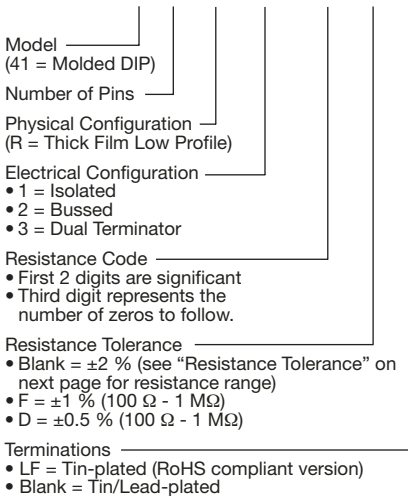 Model
(41 = Molded DIP)
Number of Pins
Physical Configuration
(R = Thick Film Low Profile)
Electrical Configuration
• 1 = Isolated
• 2 = Bussed
• 3 = Dual Terminator
Resistance Code
• First 2 digits are significant
• Third digit represents the
number of zeros to follow.
Resistance Tolerance
• Blank = ±2 % (see “Resistance Tolerance” on
next page for resistance range)
• F = ±1 % (100 Ω - 1 MΩ)
• D = ±0.5 % (100 Ω - 1 MΩ)
Terminations
• LF = Tin-plated (RoHS compliant version)
• Blank = Tin/Lead-plated